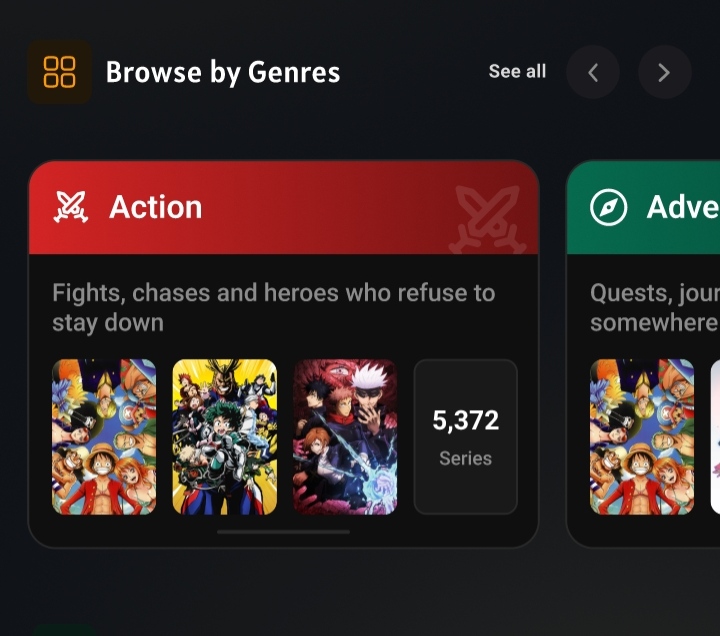 Browse by Genres
See all
Action
Fights, chases and heroes who refuse to
stay down
5,372
Series
Adve
Quests, jour
somewhere